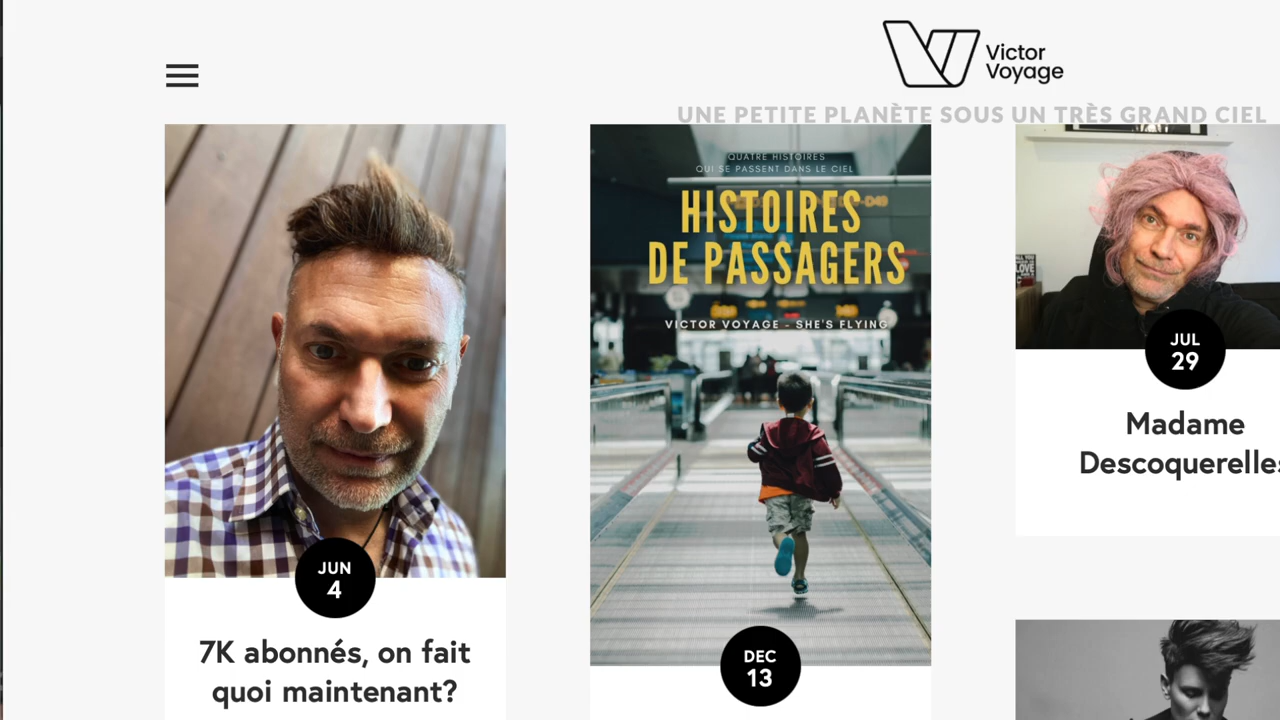 Victor
Voyage
UNE PETITE PLANÈTE SOUS UN TRÈS GRAND CIEL
JUN
4
7K abonnés, on fait
quoi maintenant?
QUATRE HISTOIRES
QUI SE PASSENT DANS LE CIEL
HISTOIRES
DE PASSAGERS
VICTOR VOYAGE - SHE'S FLYING
DEC
13
LOVE
JUL
29
Madame
Descoquerelles